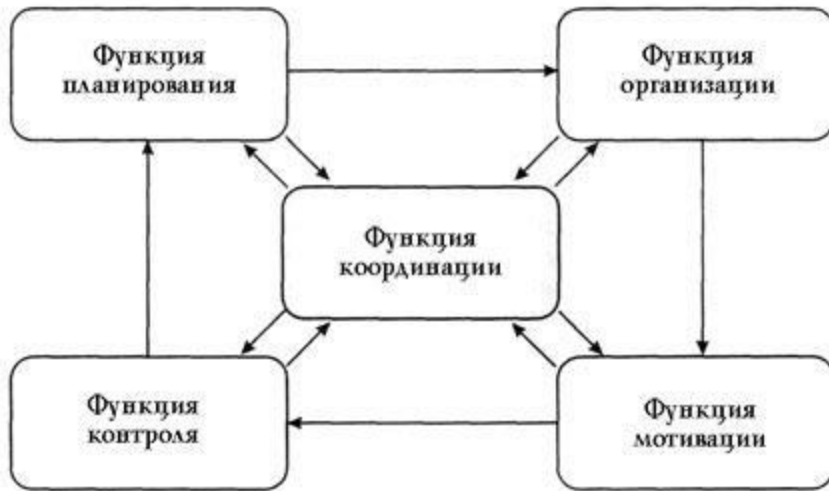 Функция
планирования
Функция
организации
Функция
координации
Функция
контроля
Функция
мотивации